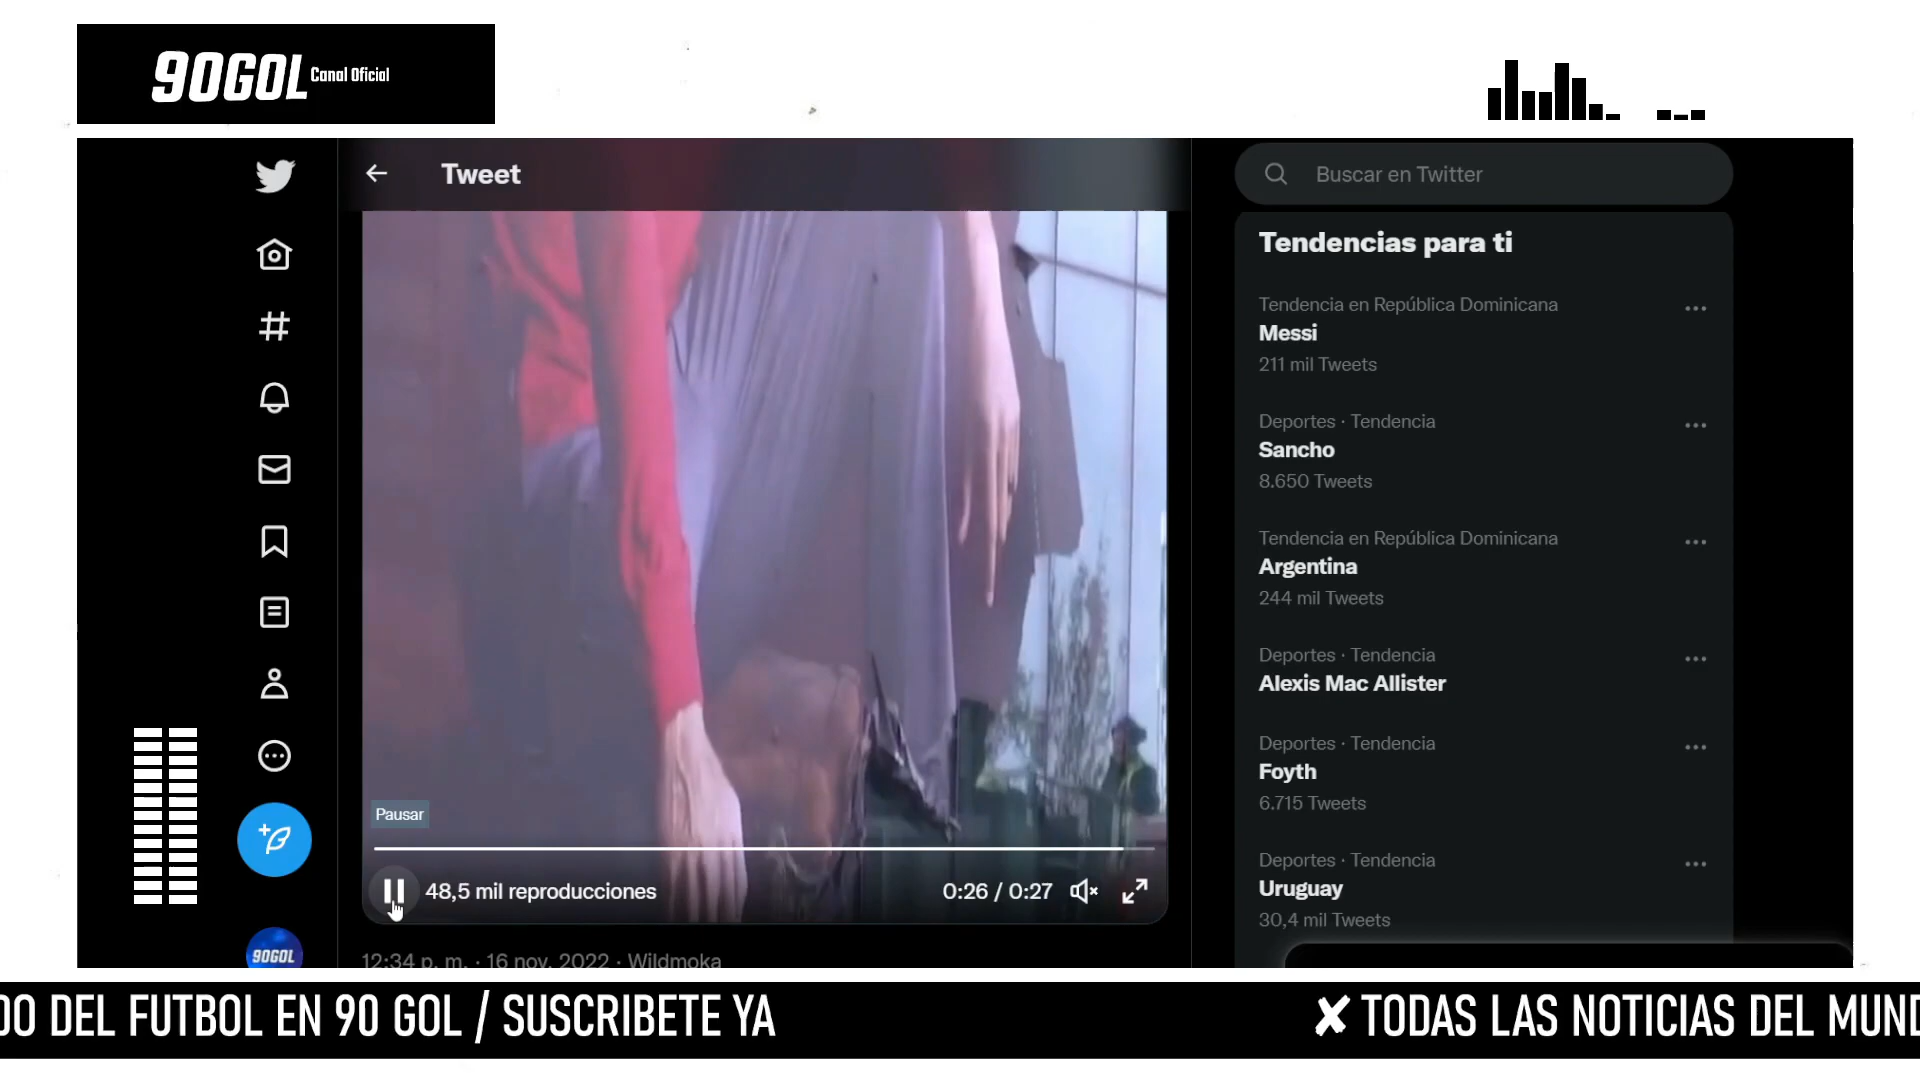 90GOL Canal Oficial
Tweet
Buscar en Twitter
Tendencias para ti
Tendencia en República Dominicana
Messi
211 mil Tweets
Deportes · Tendencia
Sancho
8.650 Tweets
Tendencia en República Dominicana
Argentina
244 mil Tweets
Deportes · Tendencia
Alexis Mac Allister
Deportes · Tendencia
Foyth
6.715 Tweets
Deportes · Tendencia
Uruguay
30,4 mil Tweets
Pausar
48,5 mil reproducciones
0:26 / 0:27
12:34 p. m. · 16 nov. 2022 · Wildmoka
90GOL
DO DEL FUTBOL EN 90 GOL / SUSCRIBETE YA
✘ TODAS LAS NOTICIAS DEL MUND